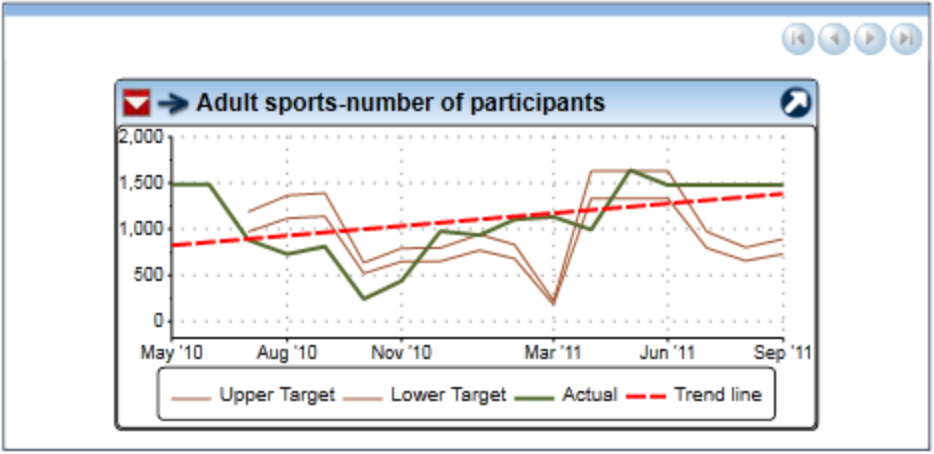 Adult sports-number of participants
2,000
1,500
1,000
500
0
May '10 Aug '10 Nov '10 Mar '11 Jun '11 Sep '11
Upper Target Lower Target Actual Trend line